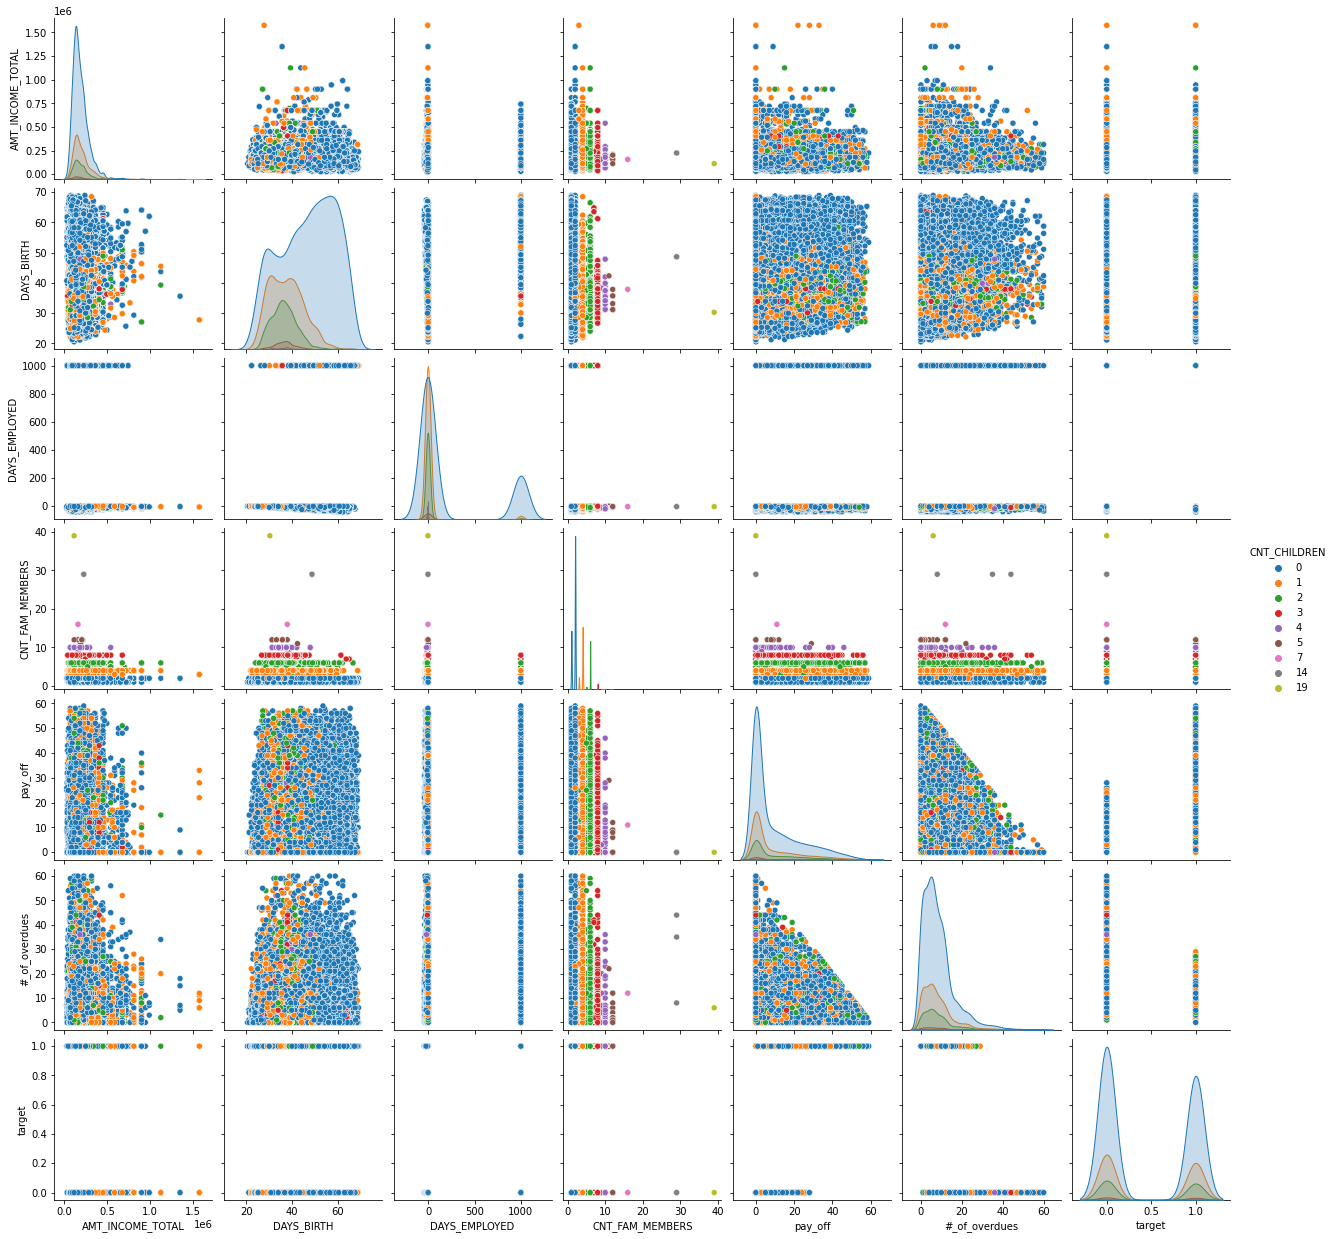 1e6
1.50
1.25
1.00
0.75
0.50
0.25
0.00
AMT_INCOME_TOTAL
70
60
50
40
30
20
DAYS_BIRTH
1000
800
600
400
200
0
DAYS_EMPLOYED
40
30
20
10
0
CNT_FAM_MEMBERS
CNT_CHILDREN
0
1
2
3
4
5
7
14
19
60
50
40
30
20
10
0
pay_off
60
50
40
30
20
10
0
#_of_overdues
1.0
0.8
0.6
0.4
0.2
0.0
target
0.0 0.5 1.0 1.5
1e6
AMT_INCOME_TOTAL
20 40 60
DAYS_BIRTH
0 500 1000
DAYS_EMPLOYED
0 10 20 30 40
CNT_FAM_MEMBERS
0 20 40 60
pay_off
0 20 40 60
#_of_overdues
0.0 0.5 1.0
target